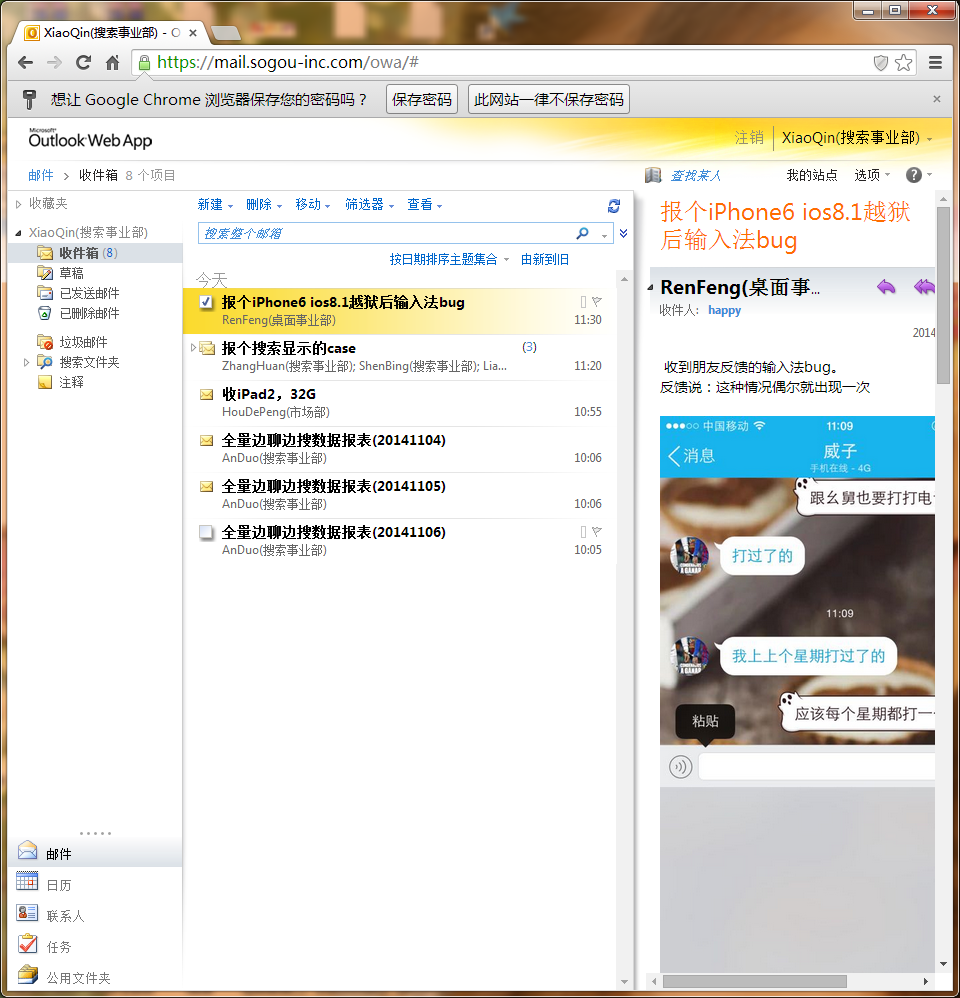 XiaoQin(搜索事业部) - O
https://mail.sogou-inc.com/owa/#
想让 Google Chrome 浏览器保存您的密码吗？ 保存密码 此网站一律不保存密码
Microsoft®
Outlook Web App
注销 XiaoQin(搜索事业部)
邮件 > 收件箱 8 个项目
查找某人 我的站点 选项
收藏夹
XiaoQin(搜索事业部)
收件箱 (8)
草稿
已发送邮件
已删除邮件
垃圾邮件
搜索文件夹
注释
邮件
日历
联系人
任务
公用文件夹
新建 删除 移动 筛选器 查看
搜索整个邮箱
按日期排序主题集合 由新到旧
今天
报个iPhone6 ios8.1越狱后输入法bug
RenFeng(桌面事业部) 11:30
报个搜索显示的case (3)
ZhangHuan(搜索事业部); ShenBing(搜索事业部); Lia... 11:20
收iPad2，32G
HouDePeng(市场部) 10:55
全量边聊边搜数据报表(20141104)
AnDuo(搜索事业部) 10:06
全量边聊边搜数据报表(20141105)
AnDuo(搜索事业部) 10:06
全量边聊边搜数据报表(20141106)
AnDuo(搜索事业部) 10:05
报个iPhone6 ios8.1越狱
后输入法bug
RenFeng(桌面事...
收件人: happy
2014
收到朋友反馈的输入法bug。
反馈说：这种情况偶尔就出现一次
中国移动 11:09
消息 威子
手机在线 - 4G
跟幺舅也要打打电
打过了的
11:09
我上上个星期打过了的
应该每个星期都打一
粘贴